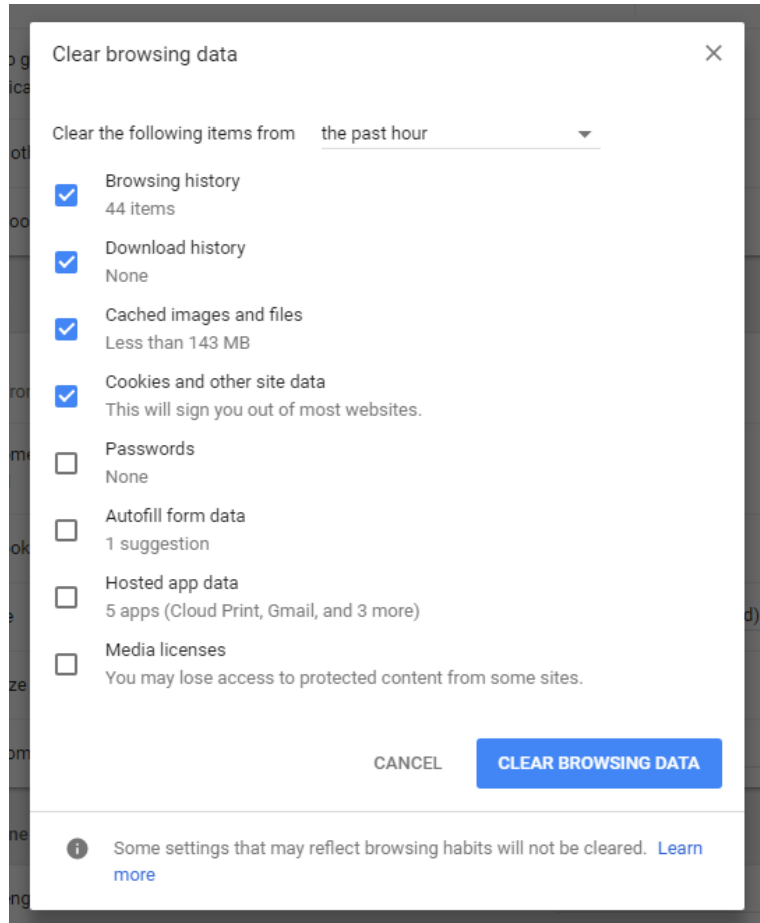 Clear browsing data
Clear the following items from the past hour
Browsing history
44 items
Download history
None
Cached images and files
Less than 143 MB
Cookies and other site data
This will sign you out of most websites.
Passwords
None
Autofill form data
1 suggestion
Hosted app data
5 apps (Cloud Print, Gmail, and 3 more)
Media licenses
You may lose access to protected content from some sites.
CANCEL CLEAR BROWSING DATA
Some settings that may reflect browsing habits will not be cleared. Learn
more